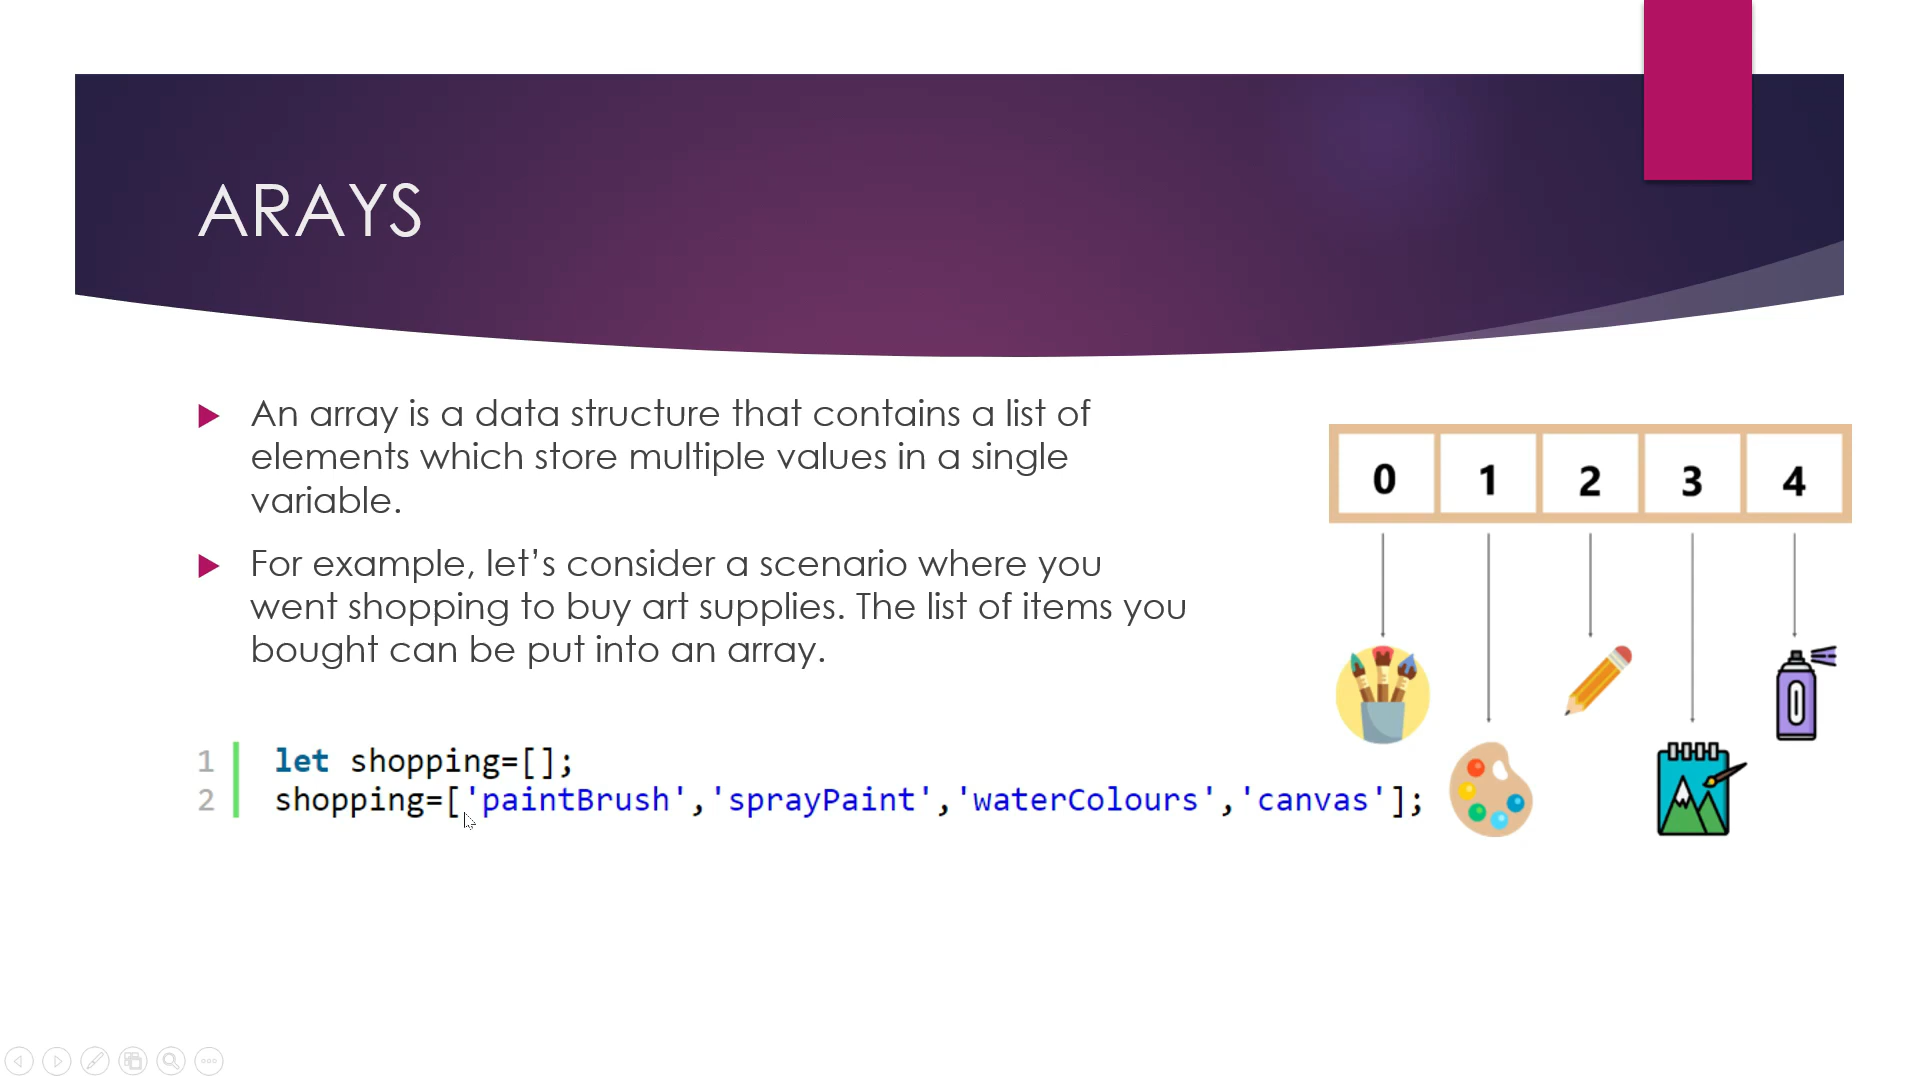 ARAYS
An array is a data structure that contains a list of
elements which store multiple values in a single
variable.
For example, let’s consider a scenario where you
went shopping to buy art supplies. The list of items you
bought can be put into an array.
0 1 2 3 4
1 let shopping=[];
2 shopping=['paintBrush','sprayPaint','waterColours','canvas'];